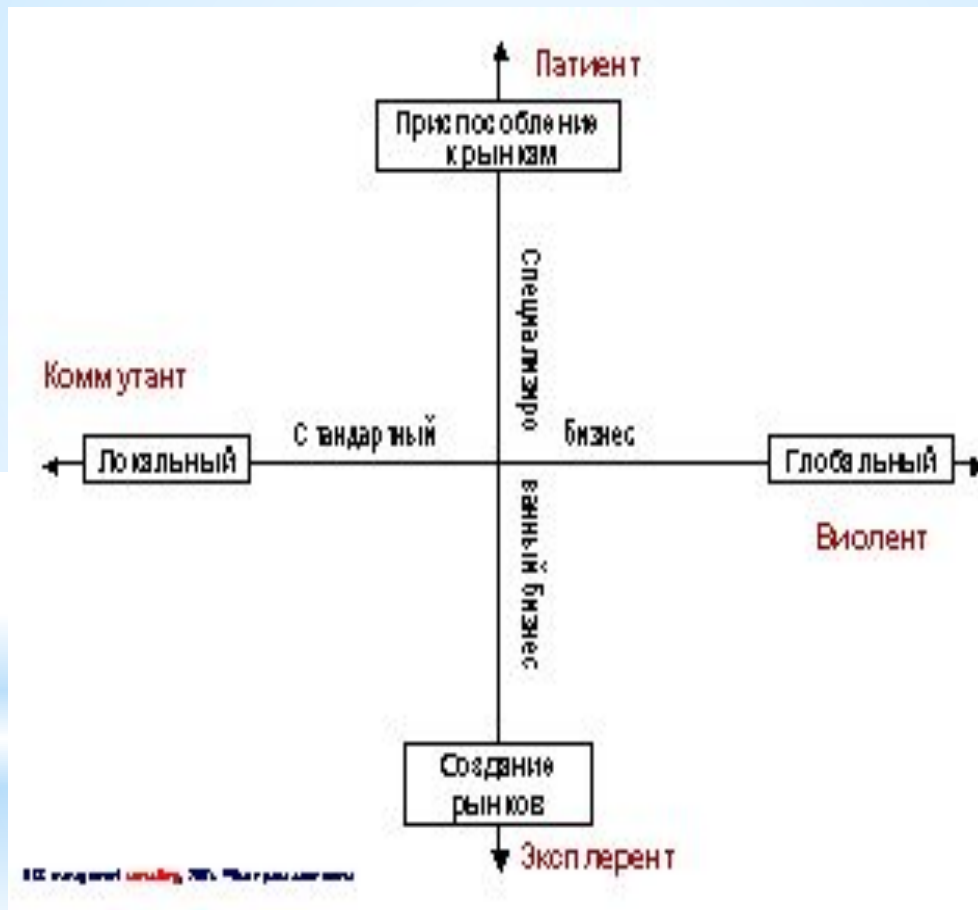 Патиент
Приспособление
к рынкам
Специализиро
Коммутант
Стандартный
бизнес
Локальный
Глобальный
ванный бизнес
Виолент
Создание
рынков
Эксплерент